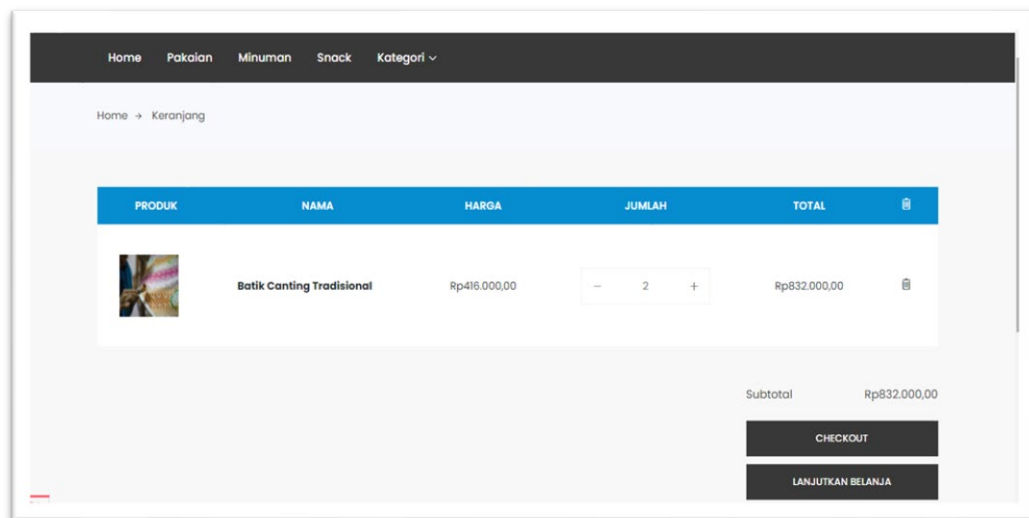 Home Pakaian Minuman Snack Kategori
Home → Keranjang
PRODUK NAMA HARGA JUMLAH TOTAL
Batik Canting Tradisional Rp416.000,00 − 2 + Rp832.000,00
Subtotal Rp832.000,00
CHECKOUT
LANJUTKAN BELANJA